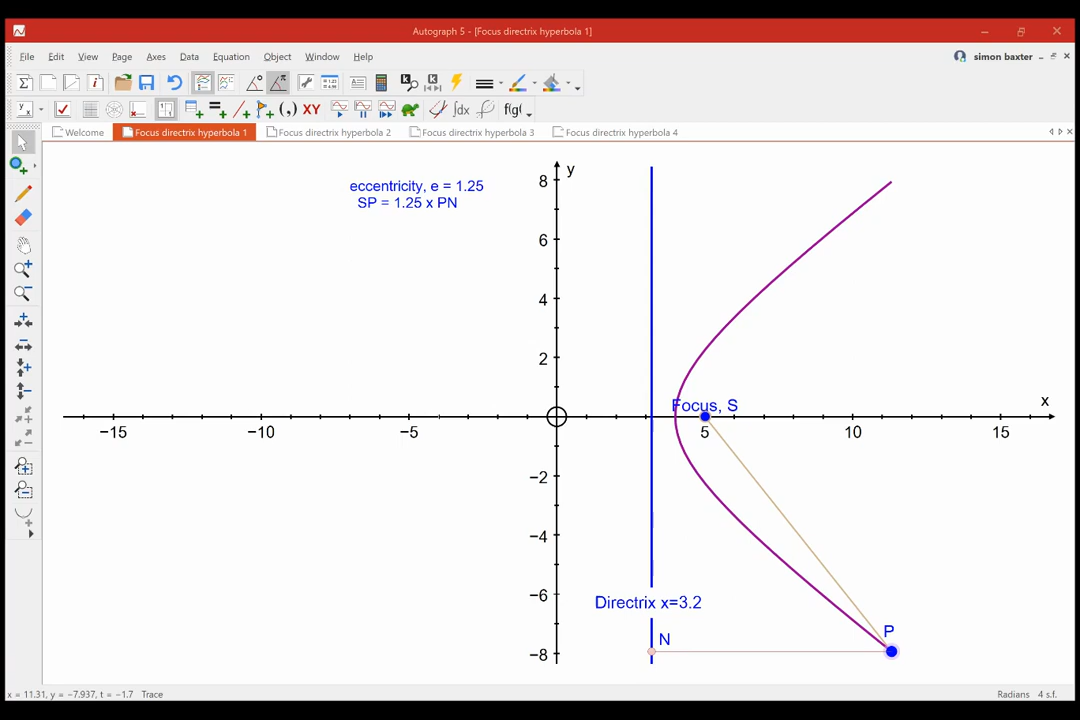 Autograph 5 - [Focus directrix hyperbola 1]
File Edit View Page Axes Data Equation Object Window Help
simon baxter
XY ∫dx f(g(
Welcome Focus directrix hyperbola 1 Focus directrix hyperbola 2 Focus directrix hyperbola 3 Focus directrix hyperbola 4
eccentricity, e = 1.25
SP = 1.25 x PN
y
8
6
4
2
Focus, S
x
−15 −10 −5 5 10 15
−2
−4
−6
Directrix x=3.2
P
N
−8
x = 11.31, y = −7.937, t = −1.7 Trace
Radians 4 s.f.